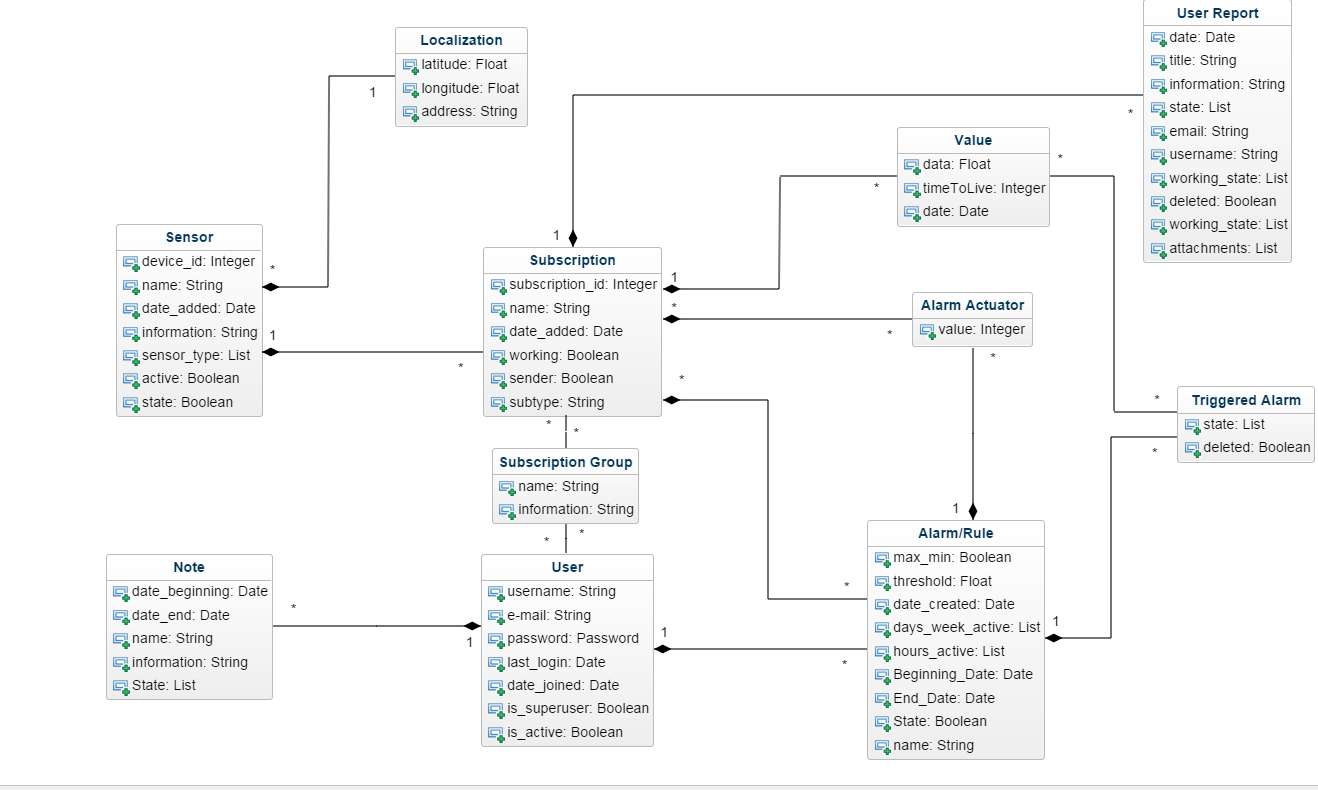 User Report
date: Date
title: String
information: String
state: List
email: String
username: String
working_state: List
deleted: Boolean
working_state: List
attachments: List
*
Localization
latitude: Float
longitude: Float
address: String
1
Value
data: Float
timeToLive: Integer
date: Date
*
*
Sensor
device_id: Integer
name: String
date_added: Date
information: String
sensor_type: List
active: Boolean
state: Boolean
*
1
*
1
Subscription
subscription_id: Integer
name: String
date_added: Date
working: Boolean
sender: Boolean
subtype: String
1
*
*
*
*
Alarm Actuator
value: Integer
*
*
Triggered Alarm
state: List
deleted: Boolean
*
*
Subscription Group
name: String
information: String
*
*
Note
date_beginning: Date
date_end: Date
name: String
information: String
State: List
*
1
User
username: String
e-mail: String
password: Password
last_login: Date
date_joined: Date
is_superuser: Boolean
is_active: Boolean
1
*
*
1
Alarm/Rule
max_min: Boolean
threshold: Float
date_created: Date
days_week_active: List
hours_active: List
Beginning_Date: Date
End_Date: Date
State: Boolean
name: String
1